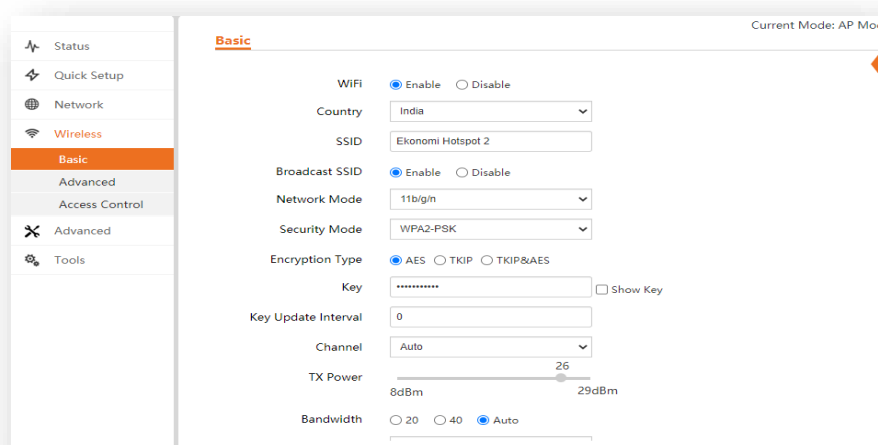 Current Mode: AP Mod
Basic
Status
Quick Setup
Network
Wireless
Basic
Advanced
Access Control
Advanced
Tools
WiFi Enable Disable
Country India
SSID Ekonomi Hotspot 2
Broadcast SSID Enable Disable
Network Mode 11b/g/n
Security Mode WPA2-PSK
Encryption Type AES TKIP TKIP&AES
Key ••••••••••• Show Key
Key Update Interval 0
Channel Auto
26
TX Power
8dBm 29dBm
Bandwidth 20 40 Auto